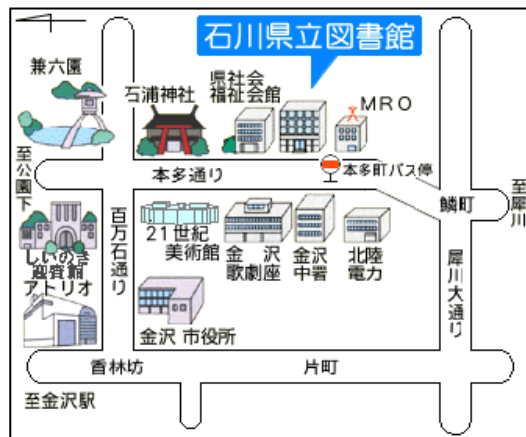 石川県立図書館
兼六園
石浦神社
県社会
福祉会館
MRO
至公園下
本多通り
本多町バス停
至犀川
鱗町
しいのき
迎賓館
百万石通り
21世紀
美術館
金沢
歌劇座
金沢
中署
北陸
電力
犀川大通り
アトリオ
金沢市役所
香林坊
片町
至金沢駅